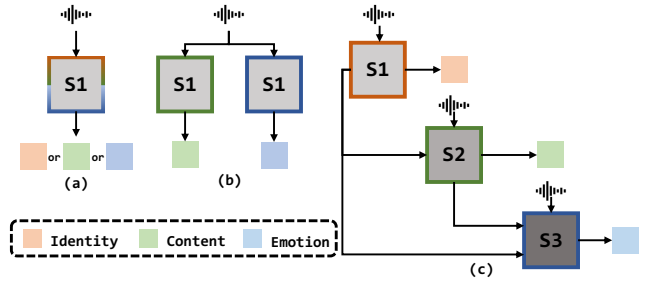 S1
S1
S1
or
or
(a)
(b)
S1
S2
S3
(c)
Identity
Content
Emotion